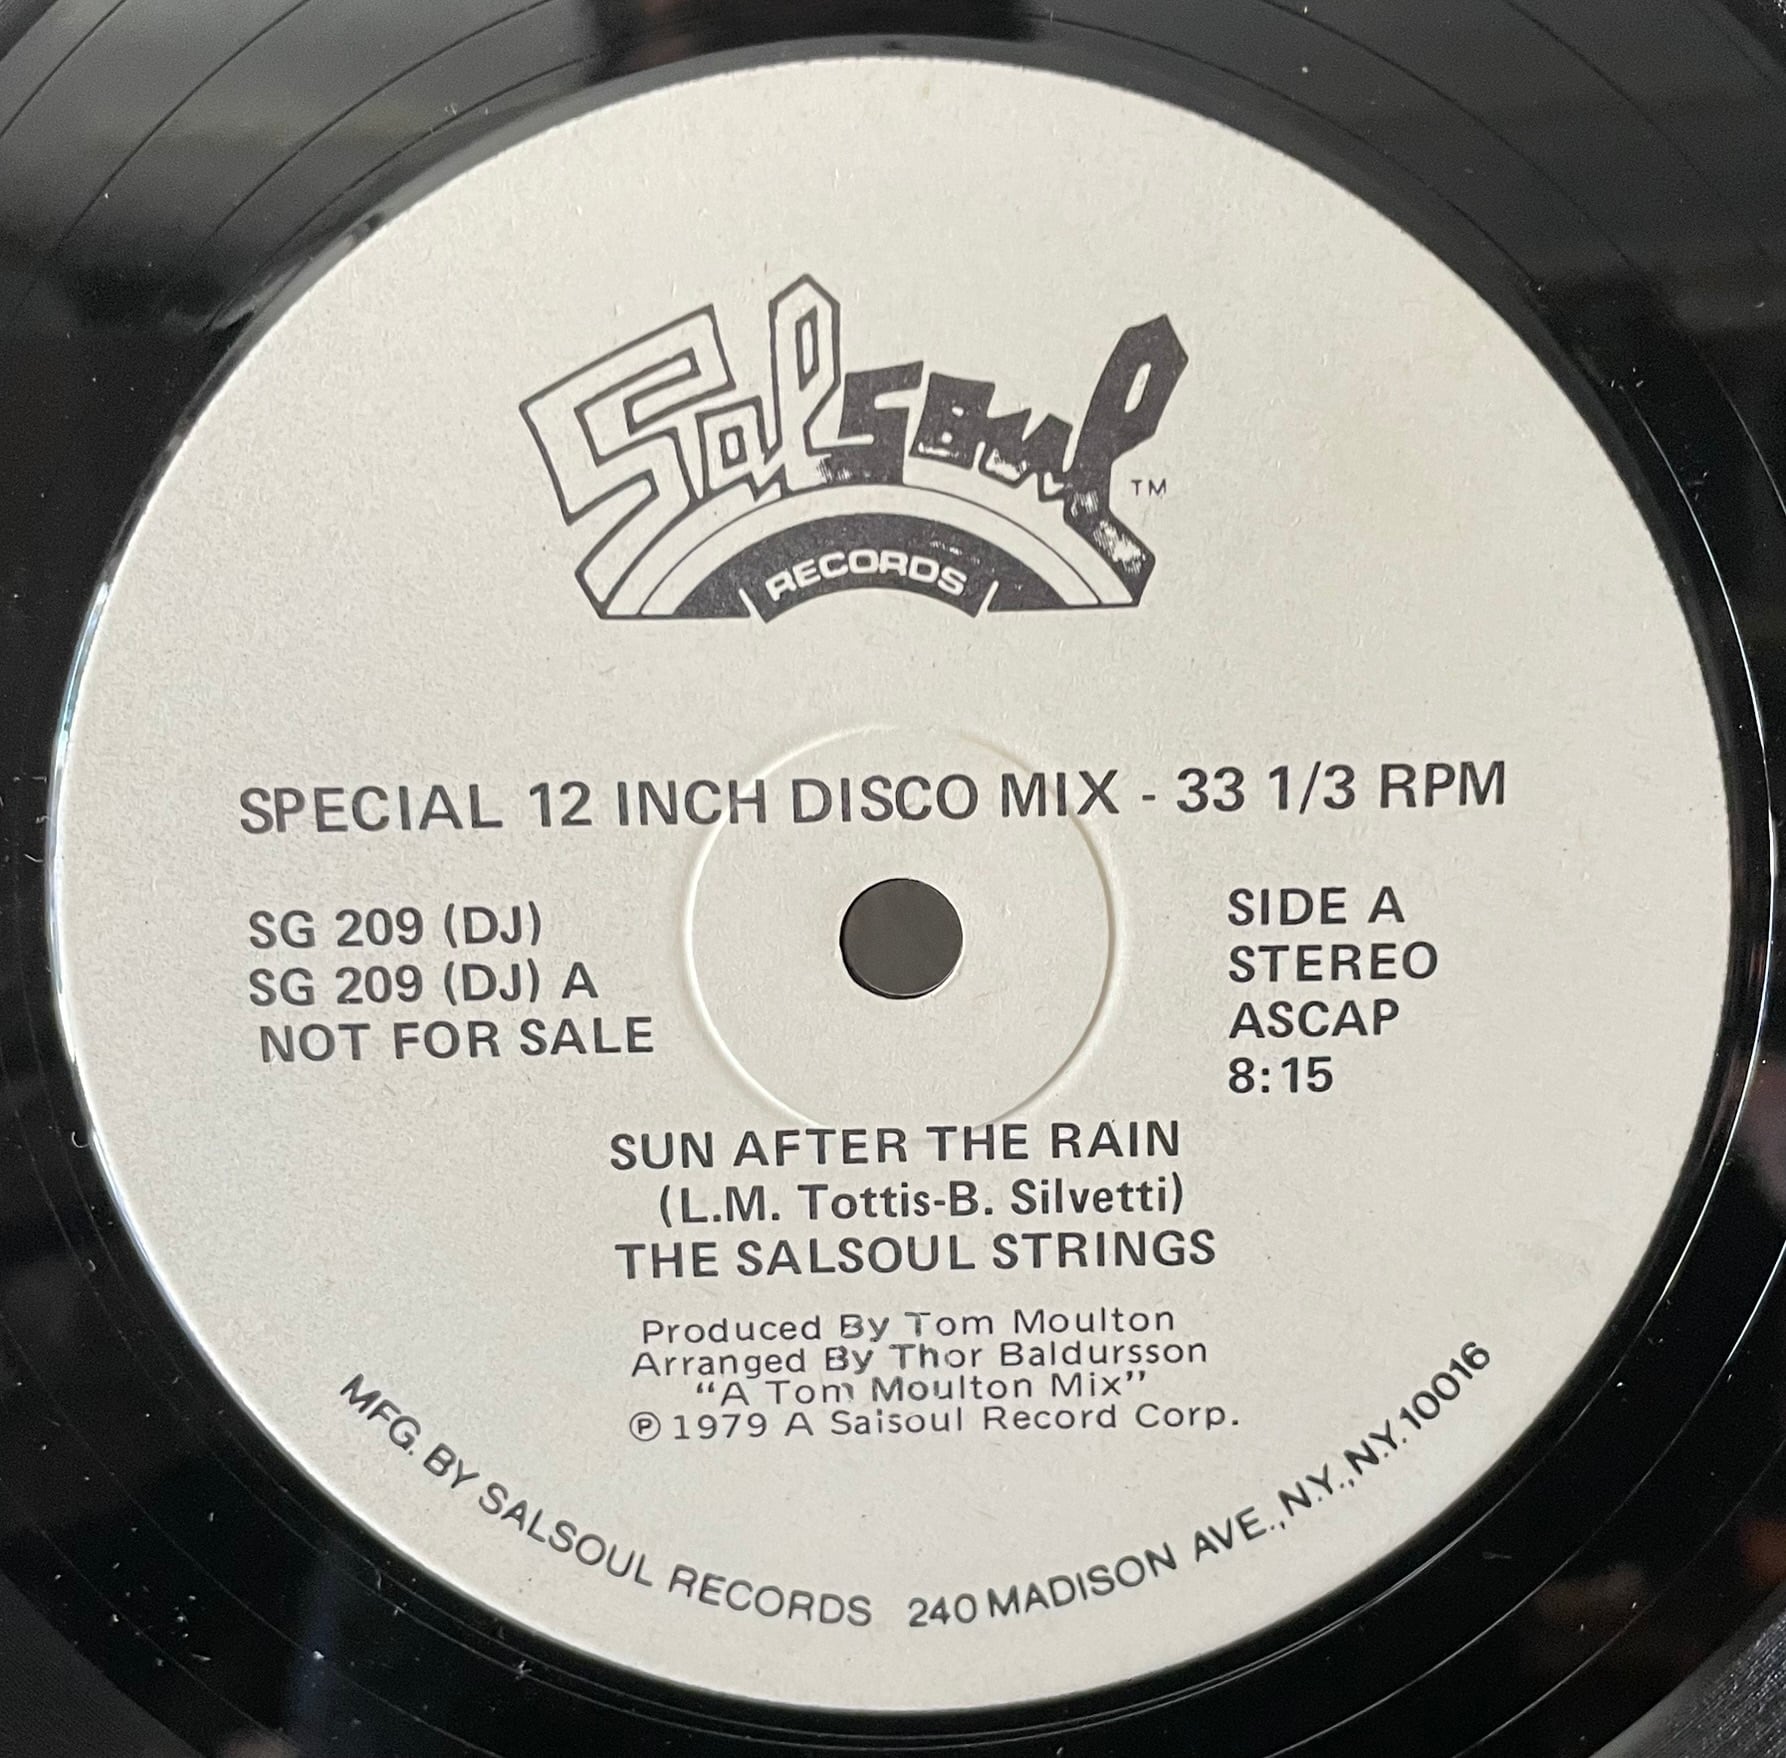 Salsoul TM
RECORDS
SPECIAL 12 INCH DISCO MIX - 33 1/3 RPM
SG 209 (DJ)
SG 209 (DJ) A
NOT FOR SALE
SIDE A
STEREO
ASCAP
8:15
SUN AFTER THE RAIN
(L.M. Tottis-B. Silvetti)
THE SALSOUL STRINGS
Produced By Tom Moulton
Arranged By Thor Baldursson
“A Tom Moulton Mix”
Ⓟ 1979 A Saisoul Record Corp.
MFG. BY SALSOUL RECORDS 240 MADISON AVE., N.Y., N.Y. 10016